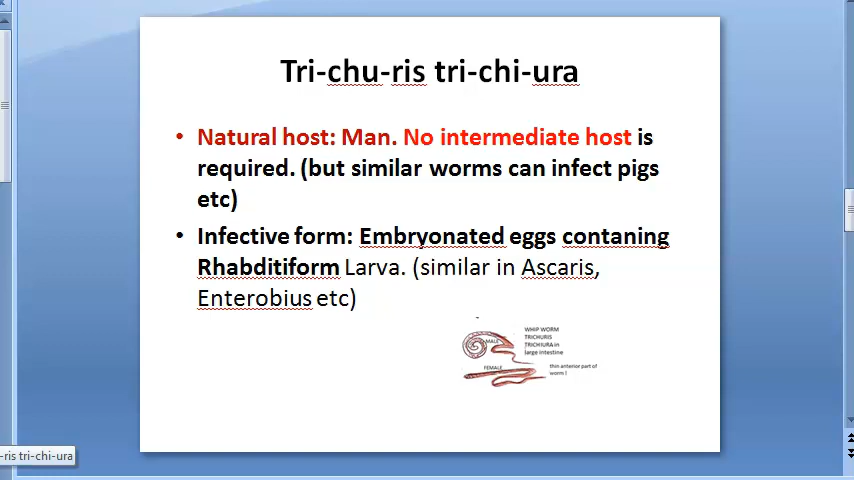 Tri-chu-ris tri-chi-ura
• Natural host: Man. No intermediate host is
required. (but similar worms can infect pigs
etc)
• Infective form: Embryonated eggs contaning
Rhabditiform Larva. (similar in Ascaris,
Enterobius etc)
WHIP WORM
TRICHURIS
TRICHIURA in
large intestine
MALE
FEMALE
thin anterior part of
worm !
-ris tri-chi-ura